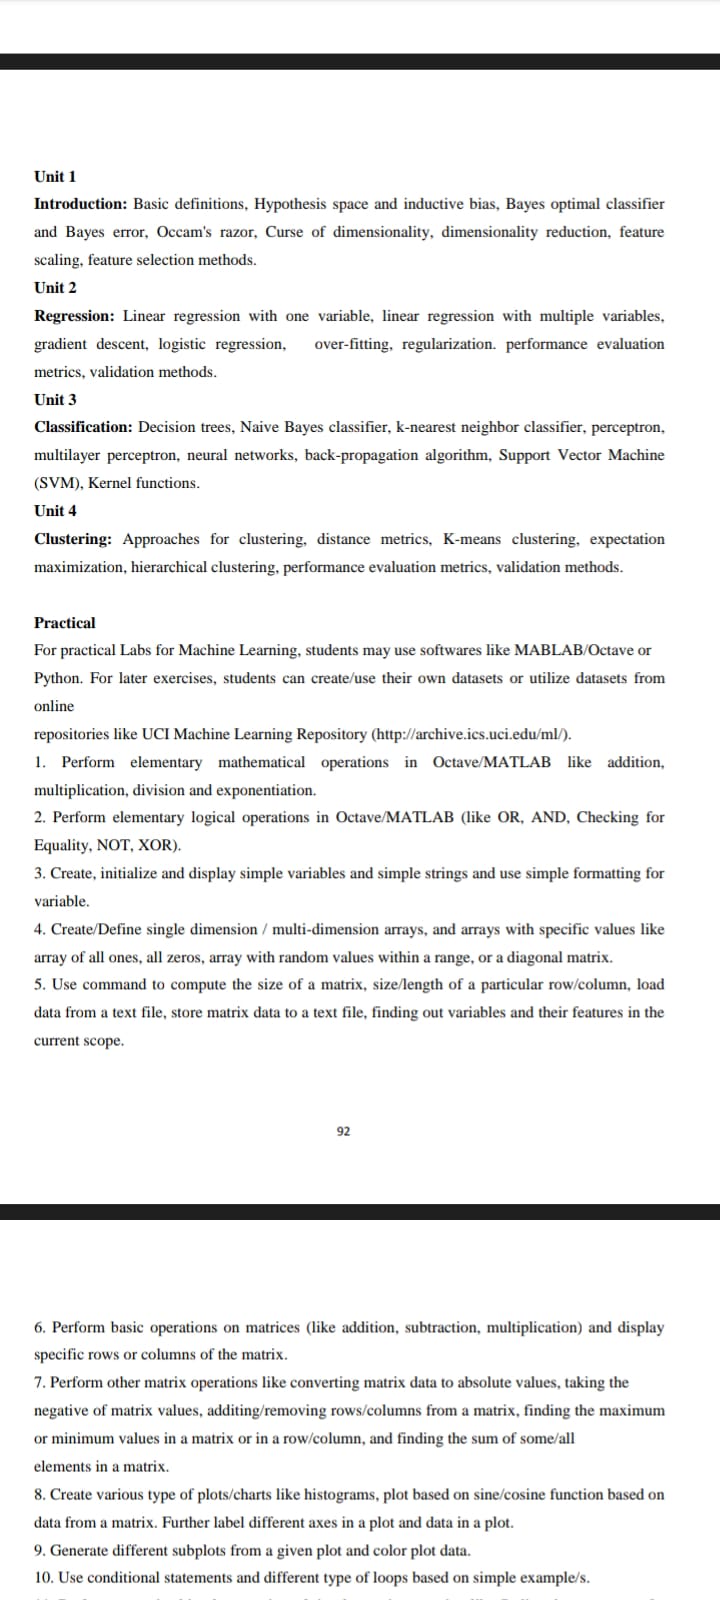 Unit 1
Introduction: Basic definitions, Hypothesis space and inductive bias, Bayes optimal classifier
and Bayes error, Occam's razor, Curse of dimensionality, dimensionality reduction, feature
scaling, feature selection methods.
Unit 2
Regression: Linear regression with one variable, linear regression with multiple variables,
gradient descent, logistic regression, over-fitting, regularization. performance evaluation
metrics, validation methods.
Unit 3
Classification: Decision trees, Naive Bayes classifier, k-nearest neighbor classifier, perceptron,
multilayer perceptron, neural networks, back-propagation algorithm, Support Vector Machine
(SVM), Kernel functions.
Unit 4
Clustering: Approaches for clustering, distance metrics, K-means clustering, expectation
maximization, hierarchical clustering, performance evaluation metrics, validation methods.
Practical
For practical Labs for Machine Learning, students may use softwares like MABLAB/Octave or
Python. For later exercises, students can create/use their own datasets or utilize datasets from
online
repositories like UCI Machine Learning Repository (http://archive.ics.uci.edu/ml/).
1. Perform elementary mathematical operations in Octave/MATLAB like addition,
multiplication, division and exponentiation.
2. Perform elementary logical operations in Octave/MATLAB (like OR, AND, Checking for
Equality, NOT, XOR).
3. Create, initialize and display simple variables and simple strings and use simple formatting for
variable.
4. Create/Define single dimension / multi-dimension arrays, and arrays with specific values like
array of all ones, all zeros, array with random values within a range, or a diagonal matrix.
5. Use command to compute the size of a matrix, size/length of a particular row/column, load
data from a text file, store matrix data to a text file, finding out variables and their features in the
current scope.
92
6. Perform basic operations on matrices (like addition, subtraction, multiplication) and display
specific rows or columns of the matrix.
7. Perform other matrix operations like converting matrix data to absolute values, taking the
negative of matrix values, additing/removing rows/columns from a matrix, finding the maximum
or minimum values in a matrix or in a row/column, and finding the sum of some/all
elements in a matrix.
8. Create various type of plots/charts like histograms, plot based on sine/cosine function based on
data from a matrix. Further label different axes in a plot and data in a plot.
9. Generate different subplots from a given plot and color plot data.
10. Use conditional statements and different type of loops based on simple example/s.